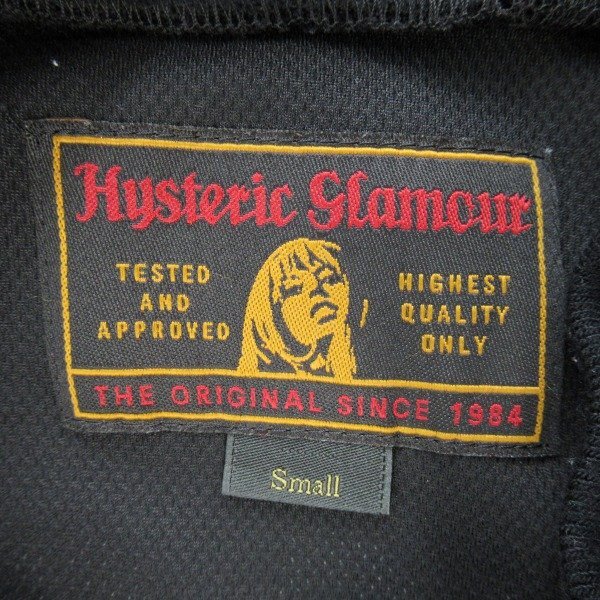 Hysteric Glamour
TESTED
AND
APPROVED
HIGHEST
QUALITY
ONLY
THE ORIGINAL SINCE 1984
Small